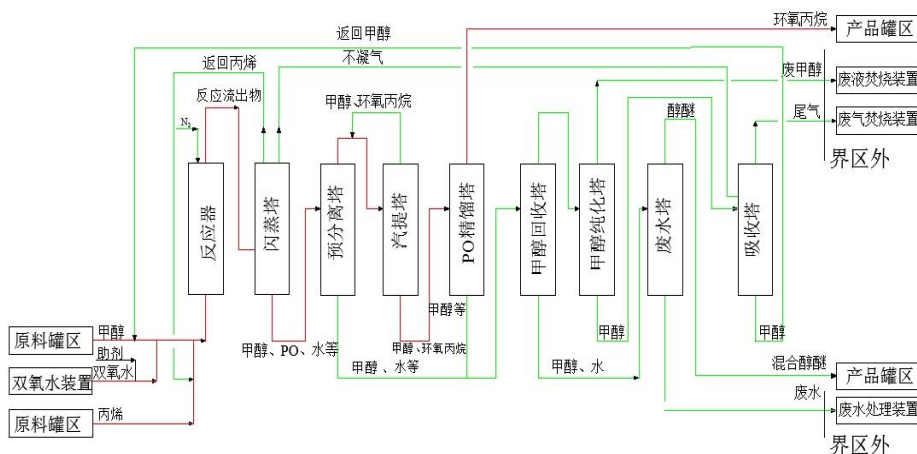 环氧丙烷
产品罐区
返回甲醇
返回丙烯
不凝气
废甲醇
废液焚烧装置
反应流出物
甲醇、环氧丙烷
醇醚
尾气
废气焚烧装置
N₂
界区外
反应器
闪蒸塔
预分离塔
汽提塔
PO精馏塔
甲醇回收塔
甲醇纯化塔
废水塔
吸收塔
甲醇等
原料罐区
甲醇
甲醇、PO、水等
甲醇、环氧丙烷
甲醇
甲醇
助剂
双氧水装置
双氧水
甲醇、水等
甲醇、水
混合醇醚
产品罐区
原料罐区
丙烯
废水
废水处理装置
界区外